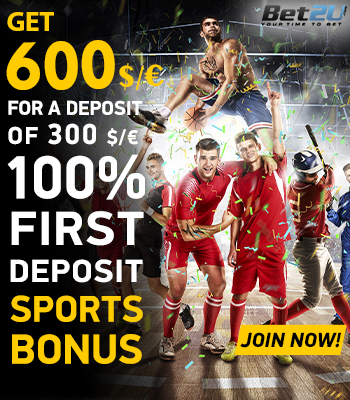 GET
Bet2U
YOUR TIME TO BET
600$/€
FOR A DEPOSIT
OF 300 $/€
100%
FIRST
DEPOSIT
SPORTS
BONUS
JOIN NOW!